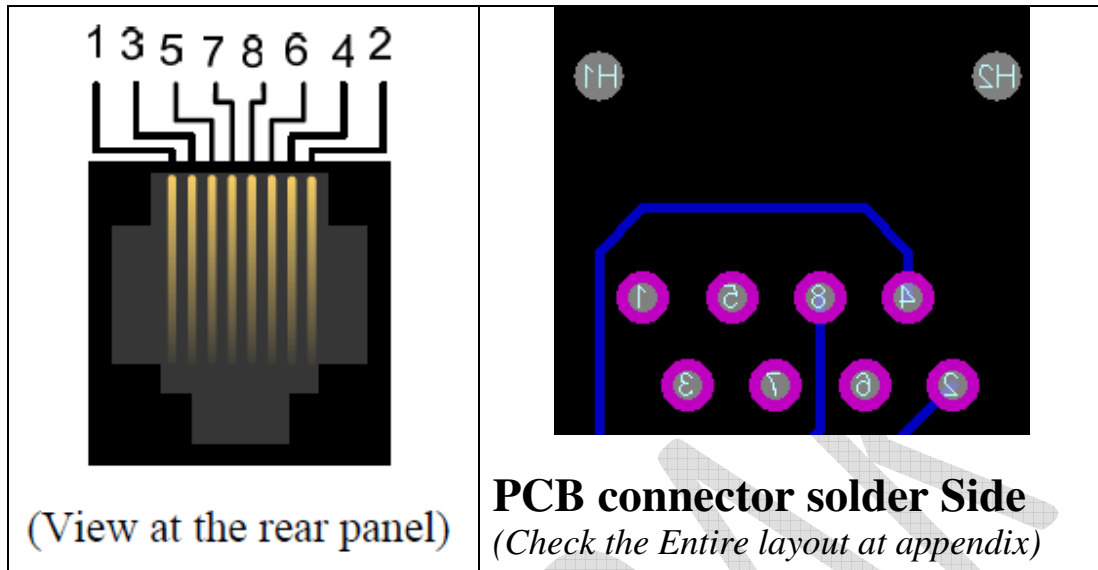 1 3 5 7 8 6 4 2
(View at the rear panel)
H1 H2
1 5 8 4
3 7 6 2
PCB connector solder Side
(Check the Entire layout at appendix)